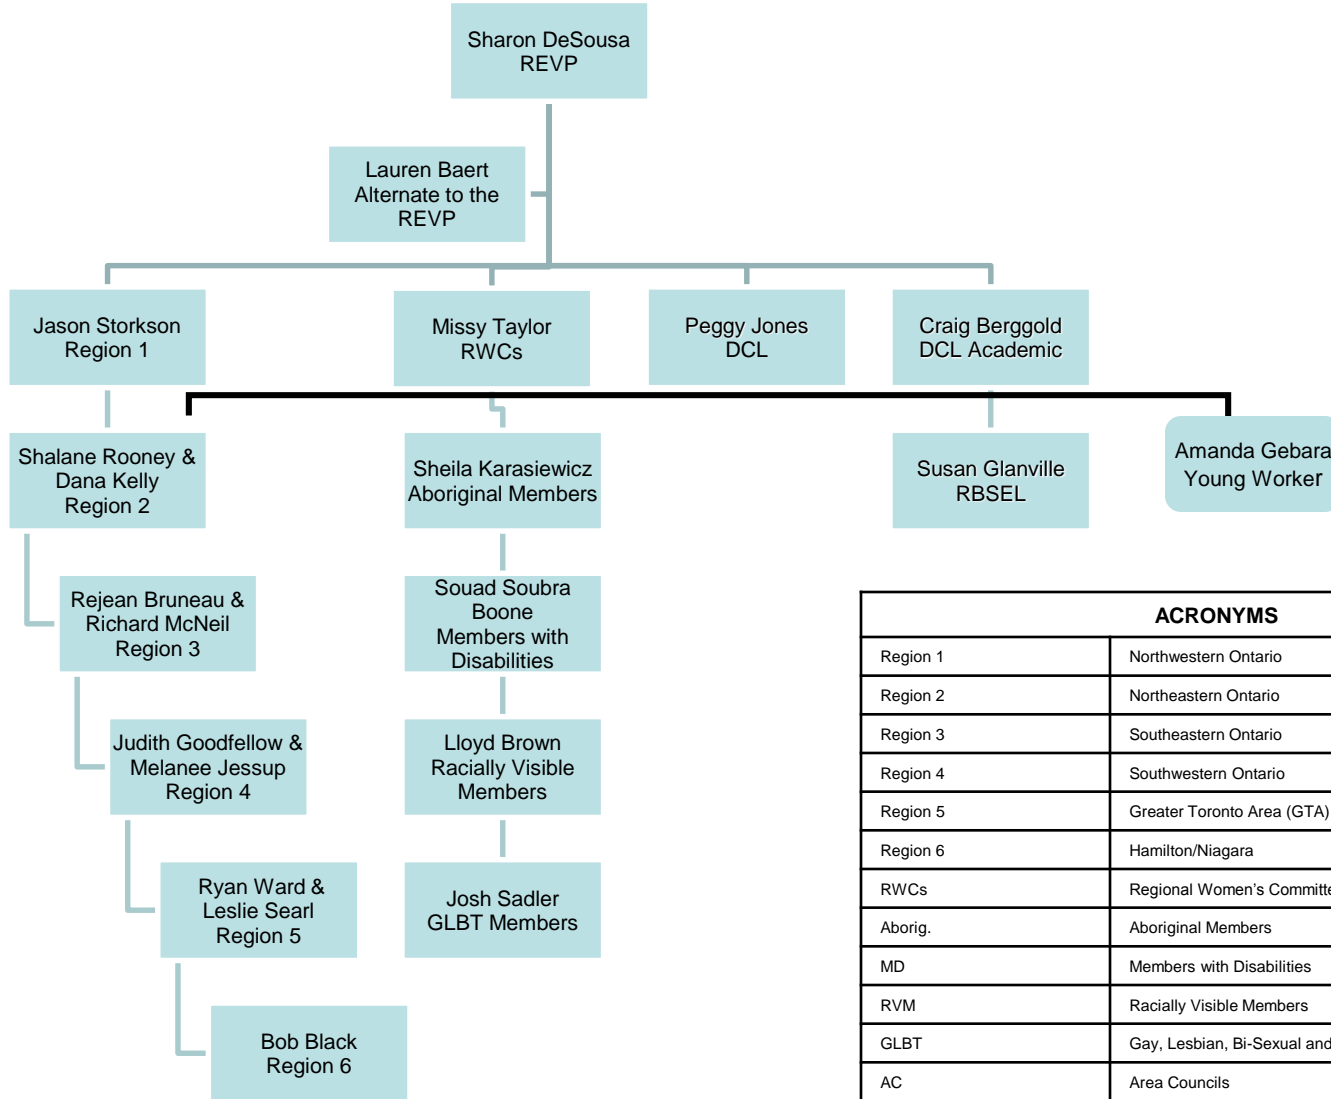 Sharon DeSousa
REVP
Lauren Baert
Alternate to the
REVP
Jason Storkson
Region 1
Missy Taylor
RWCs
Peggy Jones
DCL
Craig Berggold
DCL Academic
Shalane Rooney &
Dana Kelly
Region 2
Sheila Karasiewicz
Aboriginal Members
Susan Glanville
RBSEL
Amanda Gebara
Young Worker
Rejean Bruneau &
Richard McNeil
Region 3
Souad Soubra
Boone
Members with
Disabilities
Judith Goodfellow &
Melanee Jessup
Region 4
Lloyd Brown
Racially Visible
Members
Ryan Ward &
Leslie Searl
Region 5
Josh Sadler
GLBT Members
Bob Black
Region 6
ACRONYMS
Region 1 Northwestern Ontario
Region 2 Northeastern Ontario
Region 3 Southeastern Ontario
Region 4 Southwestern Ontario
Region 5 Greater Toronto Area (GTA)
Region 6 Hamilton/Niagara
RWCs Regional Women’s Committe
Aborig. Aboriginal Members
MD Members with Disabilities
RVM Racially Visible Members
GLBT Gay, Lesbian, Bi-Sexual and
AC Area Councils